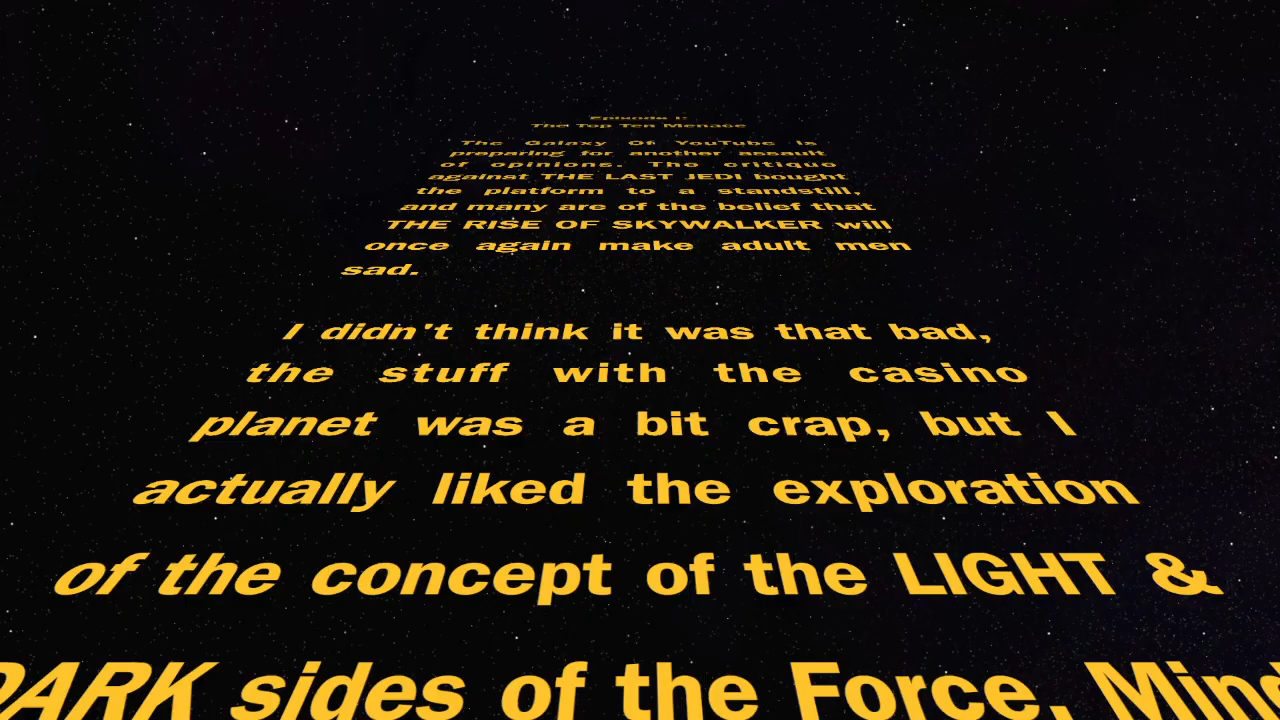 Episode I:
The Top Ten Menace
The Galaxy Of YouTube is
preparing for another assault
of opinions. The critique
against THE LAST JEDI bought
the platform to a standstill,
and many are of the belief that
THE RISE OF SKYWALKER will
once again make adult men
sad.
I didn't think it was that bad,
the stuff with the casino
planet was a bit crap, but I
actually liked the exploration
of the concept of the LIGHT &
DARK sides of the Force. Mind